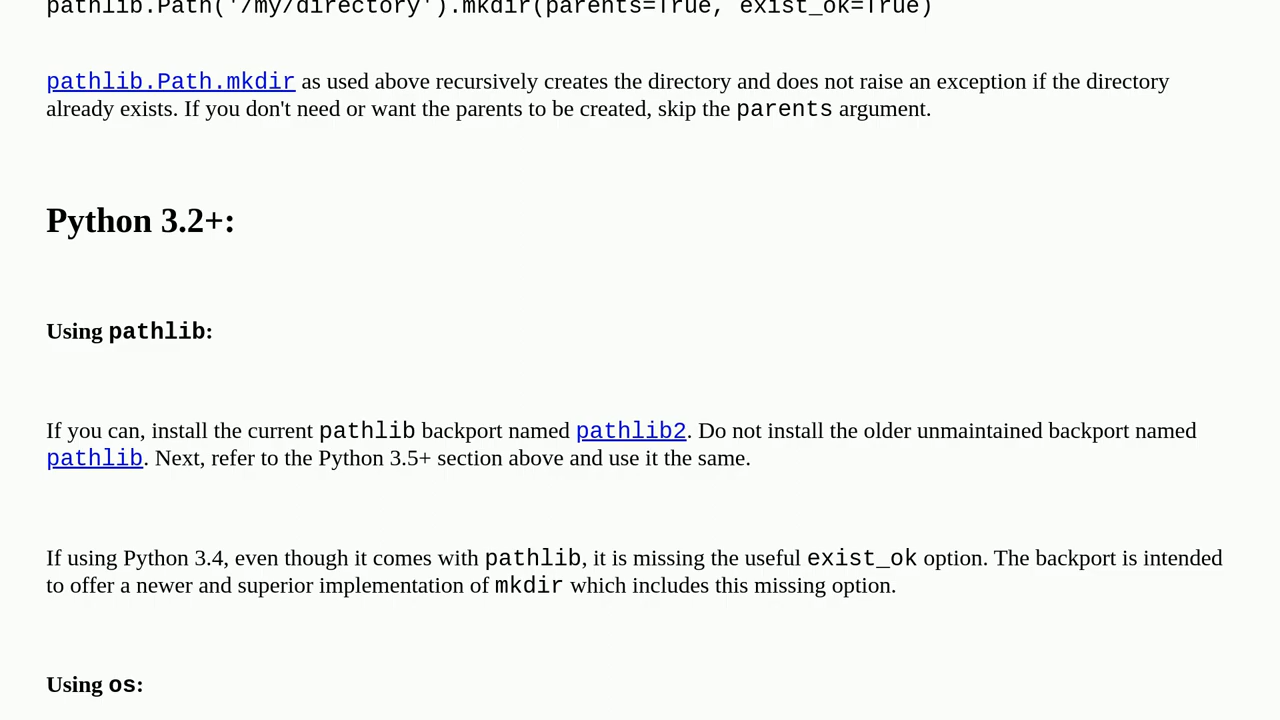 pathlib.Path('/my/directory').mkdir(parents=True, exist_ok=True)
pathlib.Path.mkdir as used above recursively creates the directory and does not raise an exception if the directory
already exists. If you don't need or want the parents to be created, skip the parents argument.
Python 3.2+:
Using pathlib:
If you can, install the current pathlib backport named pathlib2. Do not install the older unmaintained backport named
pathlib. Next, refer to the Python 3.5+ section above and use it the same.
If using Python 3.4, even though it comes with pathlib, it is missing the useful exist_ok option. The backport is intended
to offer a newer and superior implementation of mkdir which includes this missing option.
Using os: